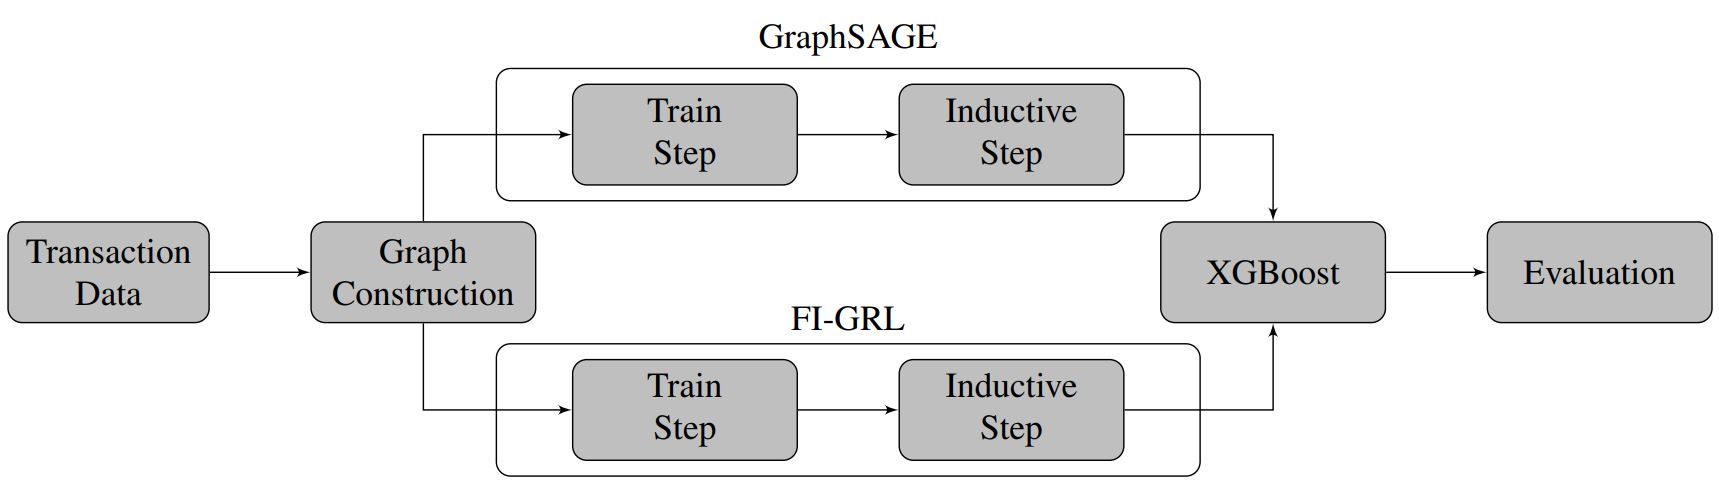 GraphSAGE
Train
Step
Inductive
Step
Transaction
Data
Graph
Construction
XGBoost
Evaluation
FI-GRL
Train
Step
Inductive
Step